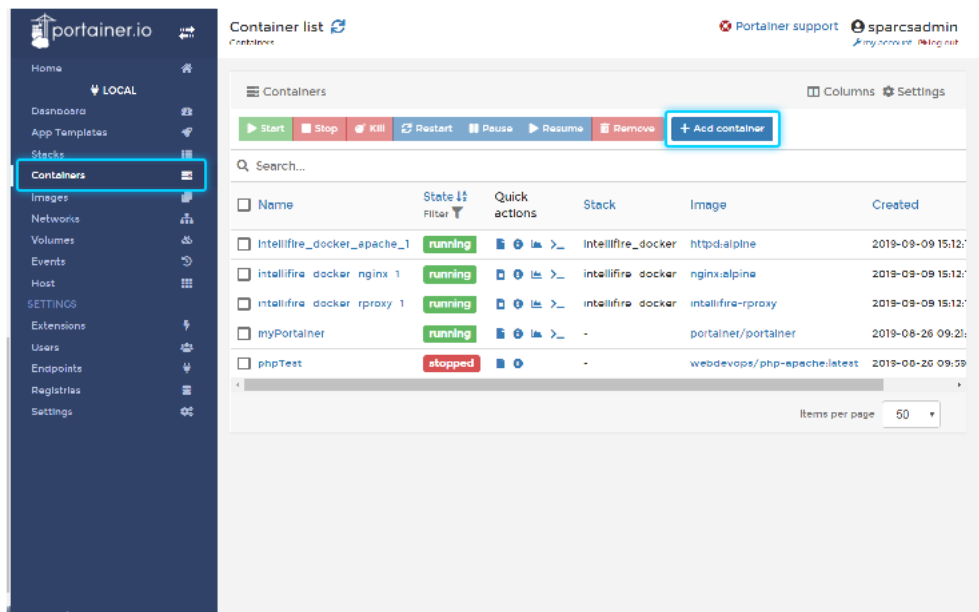 portainer.io
Container list
Containers
Portainer support
sparcsadmin
my account
log out
Home
LOCAL
Dashboard
App Templates
Stacks
Containers
Images
Networks
Volumes
Events
Host
SETTINGS
Extensions
Users
Endpoints
Registries
Settings
Containers
Columns
Settings
Start
Stop
Kill
Restart
Pause
Resume
Remove
+ Add container
Search...
Name
State
Filter
Quick actions
Stack
Image
Created
intellifire_docker_apache_1 running intellifire_docker httpd:alpine 2019-09-09 15:12:
intellifire_docker_nginx_1 running intellifire_docker nginx:alpine 2019-09-09 15:12:
intellifire_docker_rproxy_1 running intellifire_docker intellifire-rproxy 2019-09-09 15:12:
myPortainer running - portainer/portainer 2019-08-26 09:21:
phpTest stopped - webdevops/php-apache:latest 2019-08-26 09:59
Items per page 50